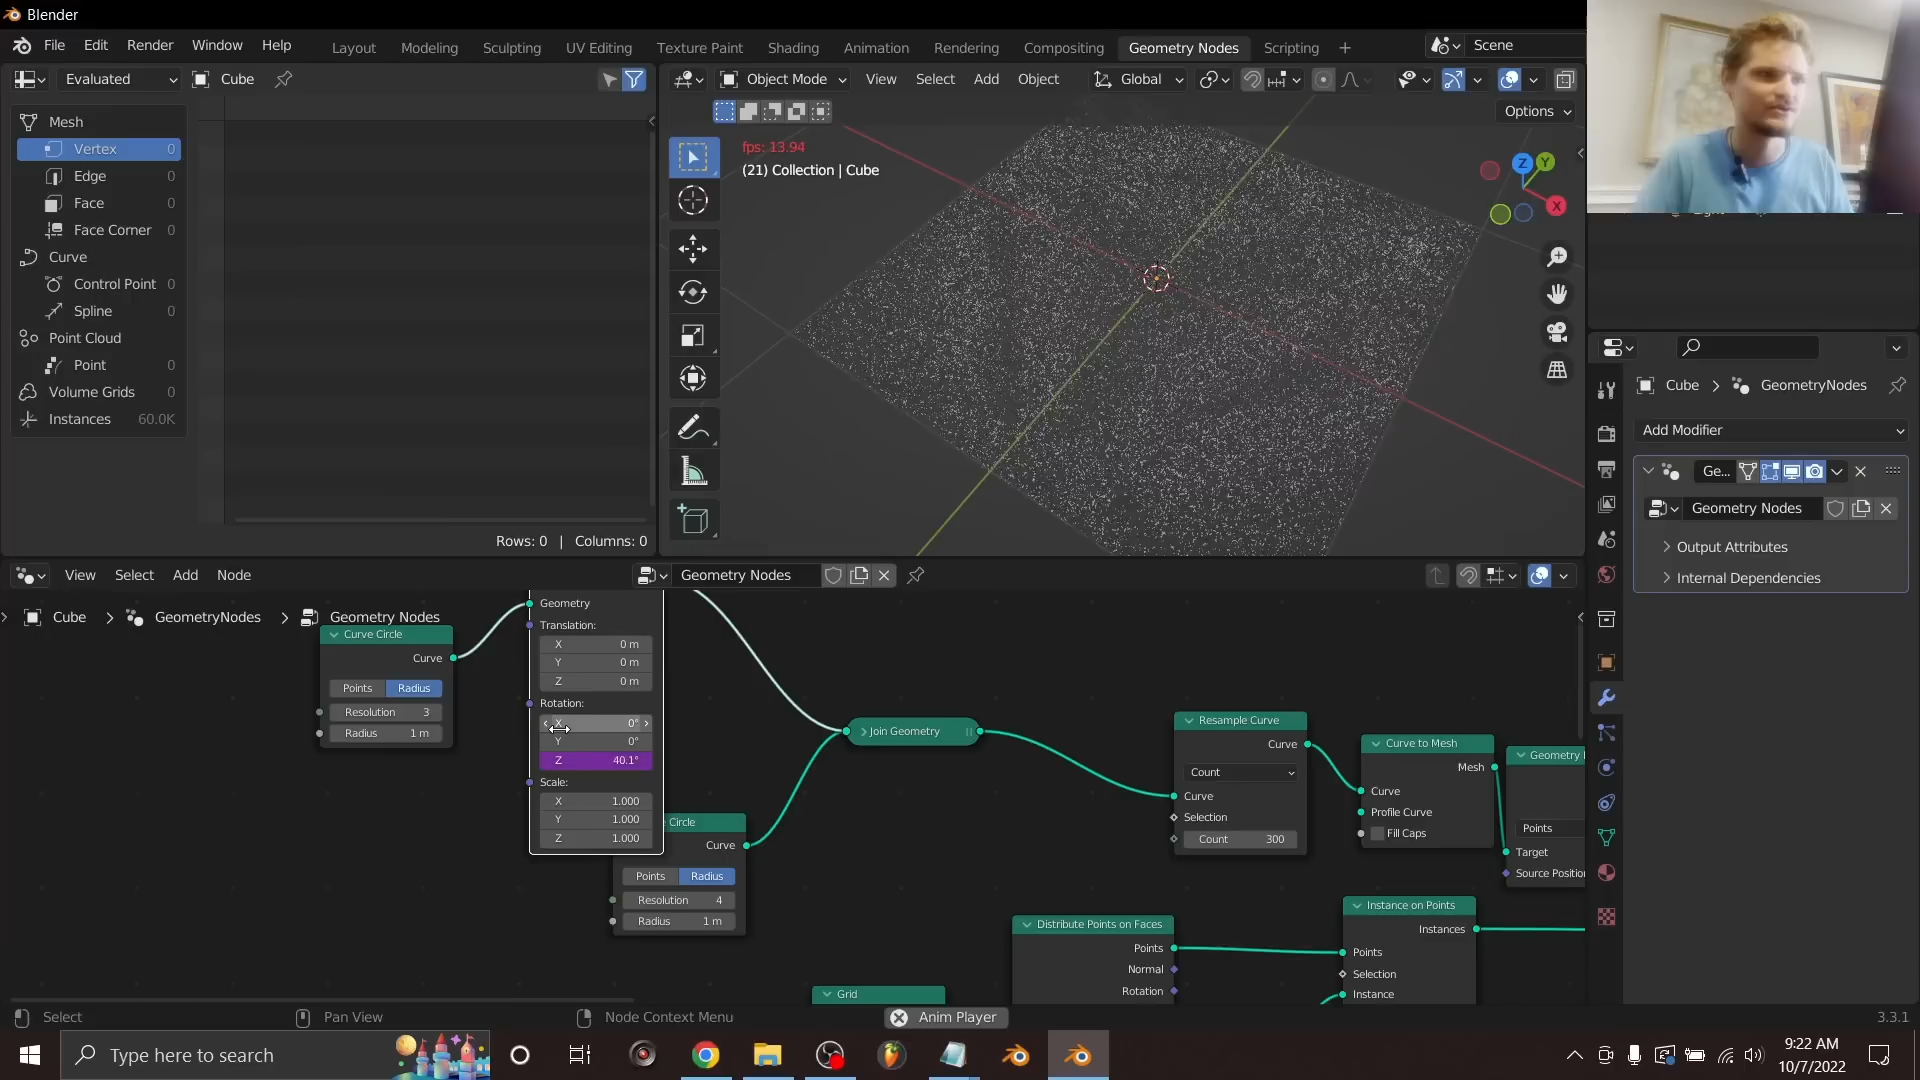 Blender
File Edit Render Window Help
Layout Modeling Sculpting UV Editing Texture Paint Shading Animation Rendering Compositing Geometry Nodes Scripting +
Scene
Evaluated
Cube
Object Mode View Select Add Object
Global
Options
Mesh
Vertex 0
Edge 0
Face 0
Face Corner 0
Curve
Control Point 0
Spline 0
Point Cloud
Point 0
Volume Grids 0
Instances 60.0K
Rows: 0 | Columns: 0
fps: 13.94
(21) Collection | Cube
Z
Y
X
Cube > GeometryNodes
Add Modifier
Ge...
Geometry Nodes
Output Attributes
Internal Dependencies
View Select Add Node
Geometry Nodes
Cube > GeometryNodes > Geometry Nodes
Curve Circle
Curve
Points Radius
Resolution 3
Radius 1 m
Geometry
Translation:
X 0 m
Y 0 m
Z 0 m
Rotation:
X 0°
Y 0°
Z 40.1°
Scale:
X 1.000
Y 1.000
Z 1.000
Circle
Curve
Points Radius
Resolution 4
Radius 1 m
Join Geometry
Resample Curve
Curve
Count
Curve
Selection
Count 300
Curve to Mesh
Mesh
Curve
Profile Curve
Fill Caps
Geometry
Points
Target
Source Position
Distribute Points on Faces
Points
Normal
Rotation
Instance on Points
Instances
Points
Selection
Instance
Grid
Select
Pan View
Node Context Menu
Anim Player
3.3.1
Type here to search
9:22 AM
10/7/2022